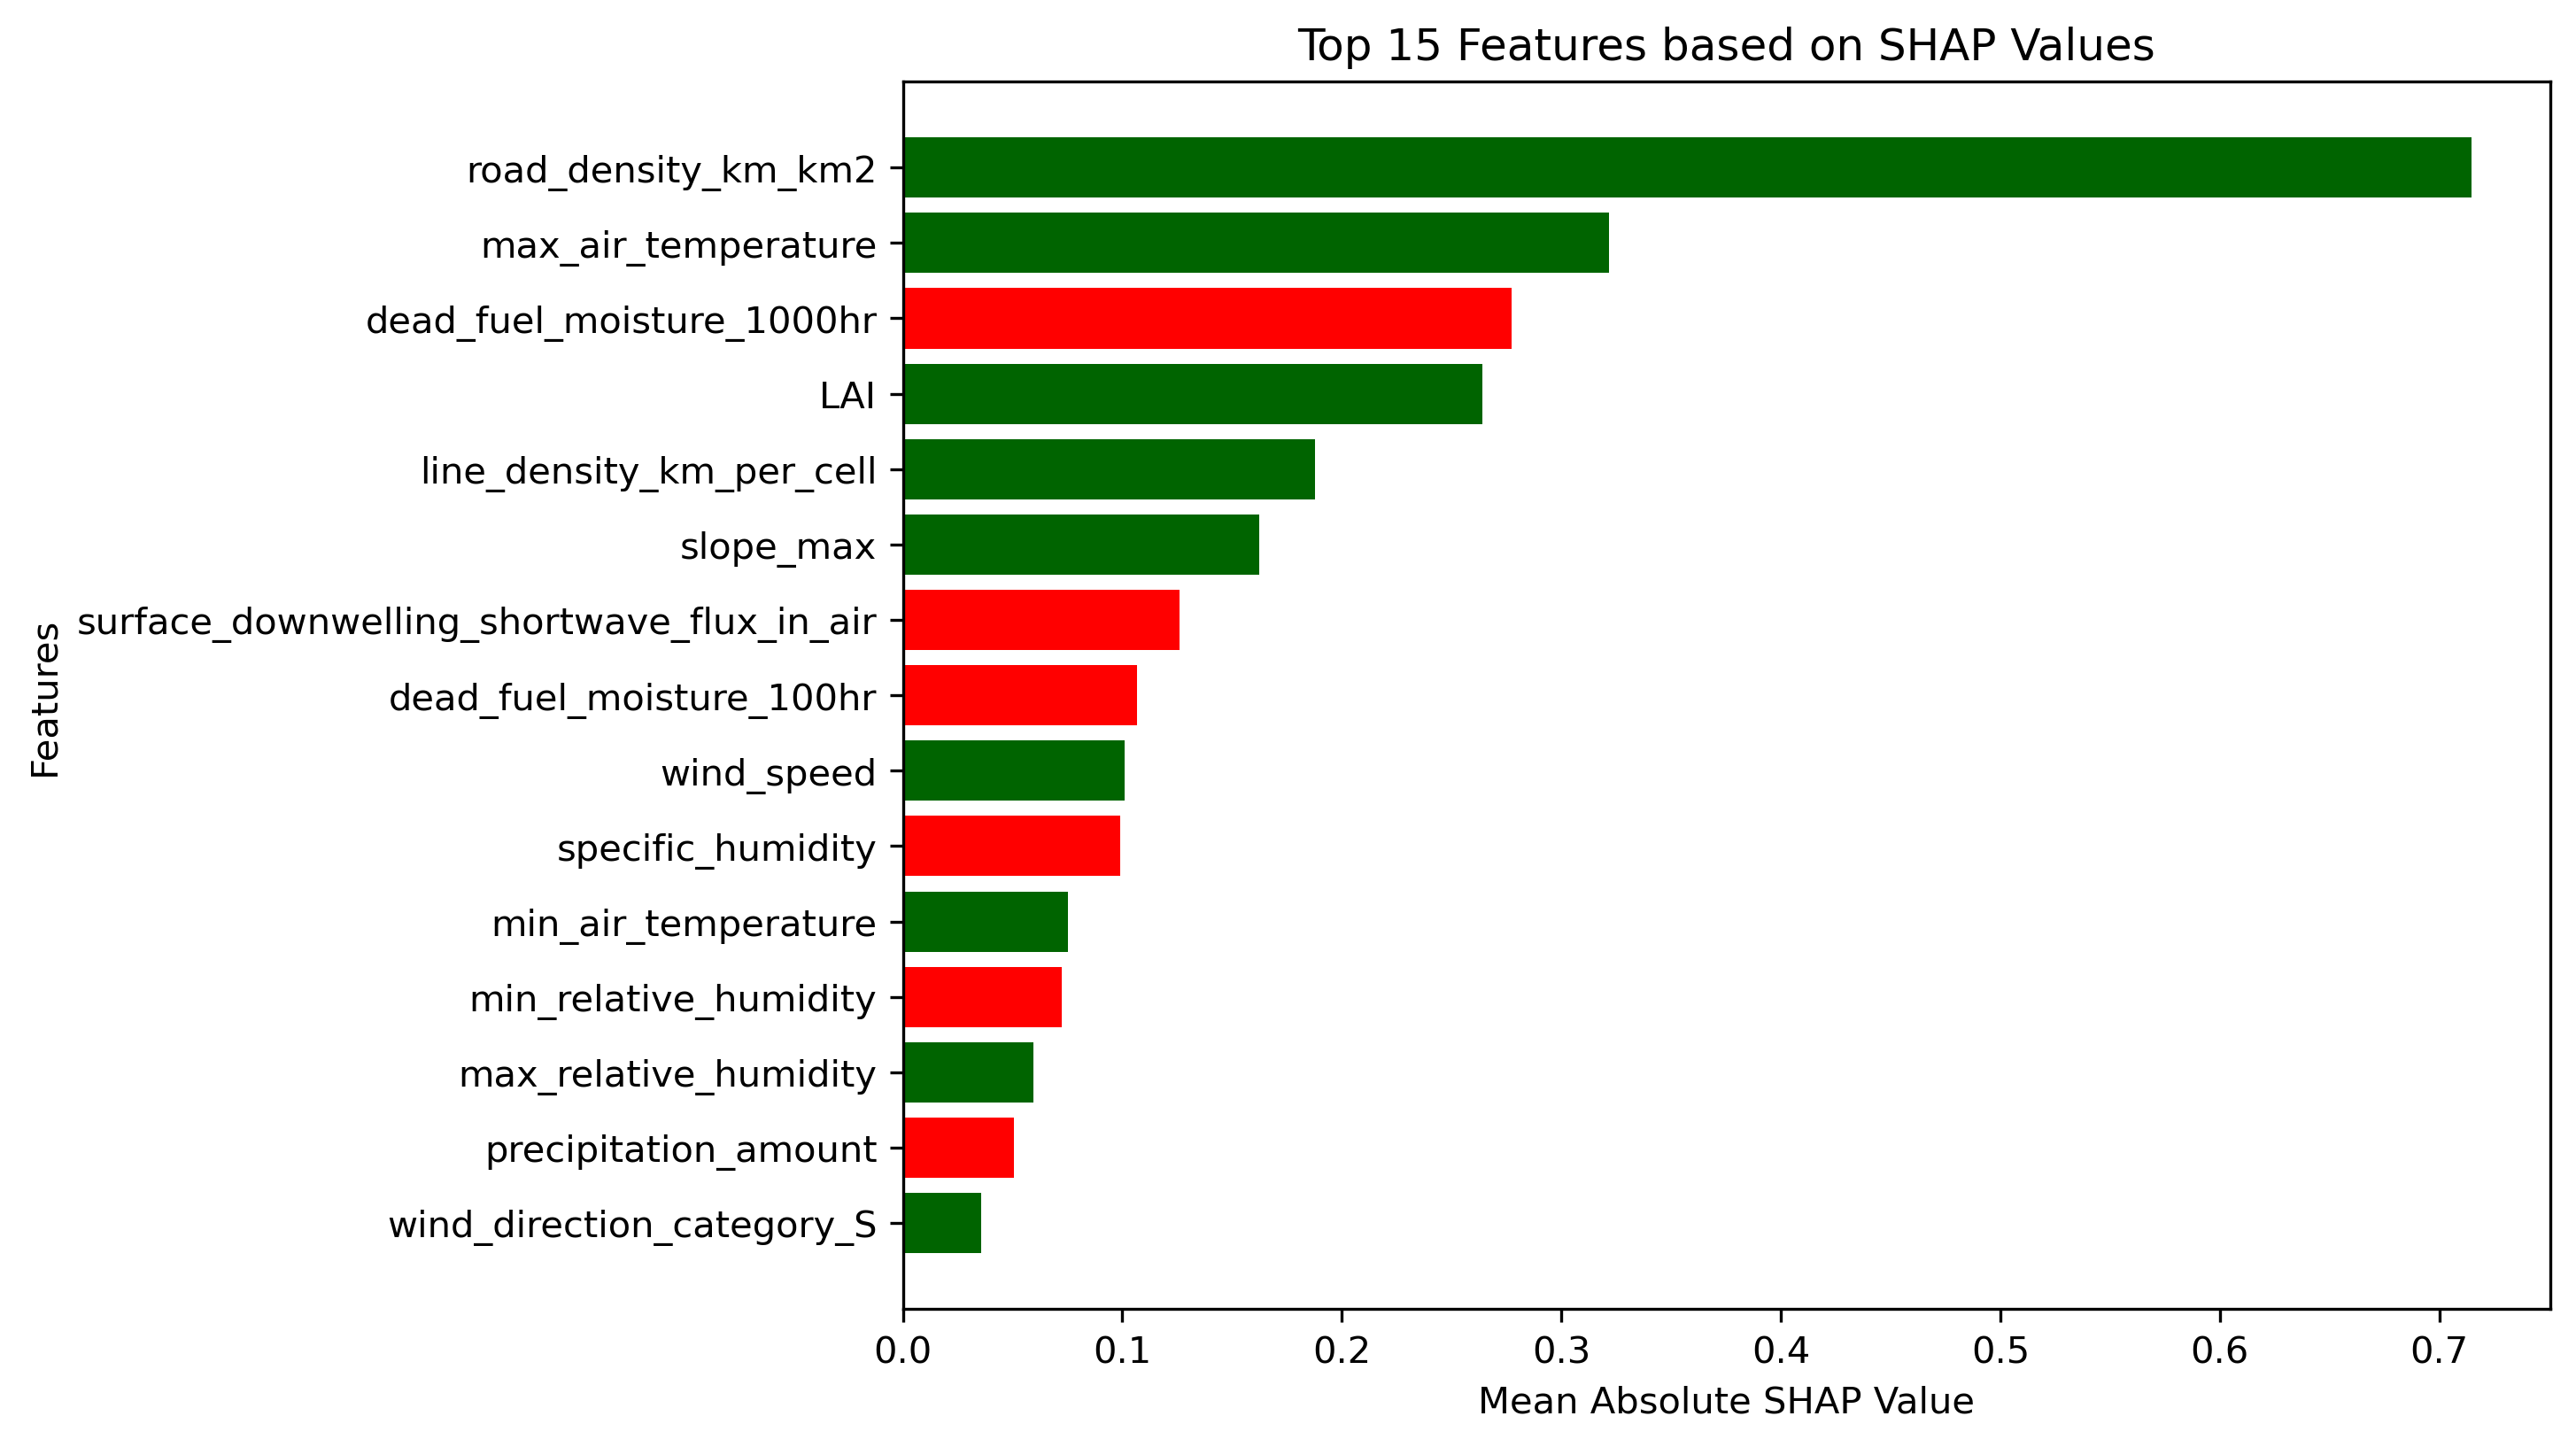 Top 15 Features based on SHAP Values
Features
road_density_km_km2
max_air_temperature
dead_fuel_moisture_1000hr
LAI
line_density_km_per_cell
slope_max
surface_downwelling_shortwave_flux_in_air
dead_fuel_moisture_100hr
wind_speed
specific_humidity
min_air_temperature
min_relative_humidity
max_relative_humidity
precipitation_amount
wind_direction_category_S
0.0 0.1 0.2 0.3 0.4 0.5 0.6 0.7
Mean Absolute SHAP Value